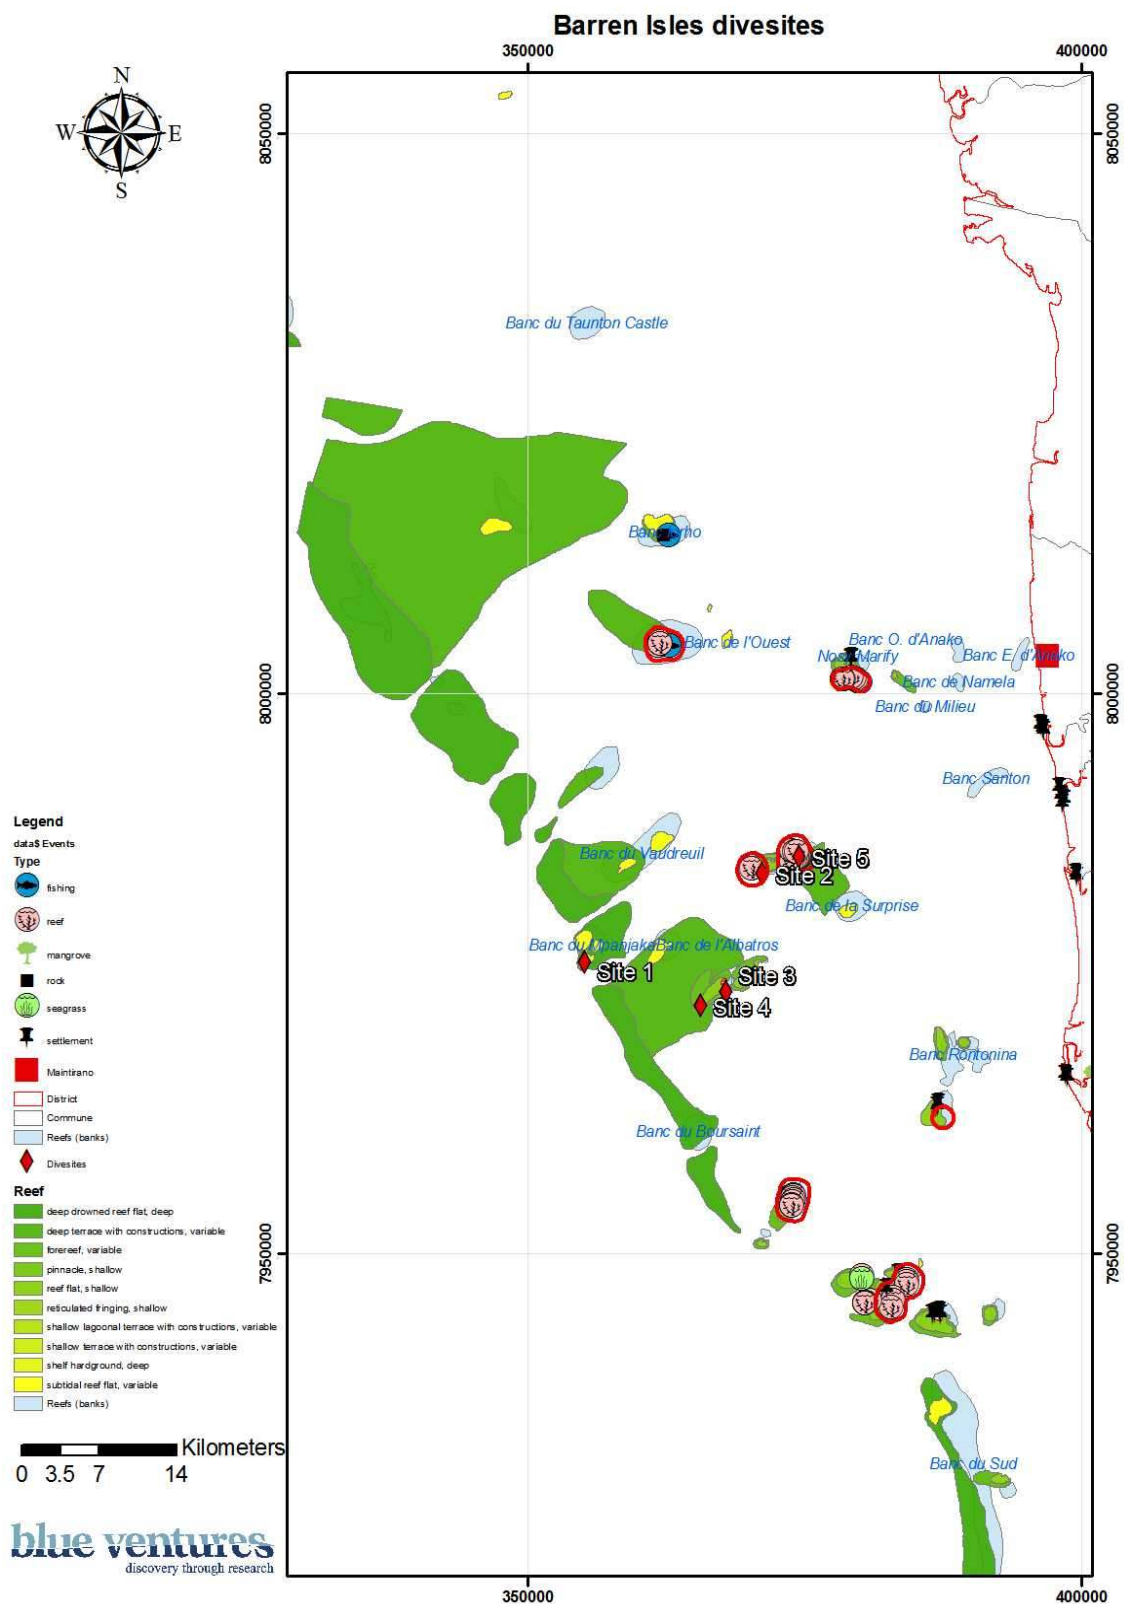 Barren Isles divesites
350000
400000
N
W
E
S
8050000
8050000
Banc du Taunton Castle
Banc de l'Ouest
Banc O. d'Anako
Nosy Marify
Banc E. d'Anako
Banc de Namela
8000000
8000000
Banc du Milieu
Banc Santon
Banc du Vaudreuil
Site 5
Site 2
Banc de la Surprise
Banc du Mpanjaka
Banc de l'Albatros
Site 1
Site 3
Site 4
Banc Rontonina
Banc du Boursaint
7950000
7950000
Banc du Sud
350000
400000
Legend
data$ Events
Type
fishing
reef
mangrove
rock
seagrass
settlement
Maintirano
District
Commune
Reefs (banks)
Divesites
Reef
deep drowned reef flat, deep
deep terrace with constructions, variable
forereef, variable
pinnacle, shallow
reef flat, shallow
reticulated fringing, shallow
shallow lagoonal terrace with constructions, variable
shallow terrace with constructions, variable
shelf hardground, deep
subtidal reef flat, variable
Reefs (banks)
Kilometers
0 3.5 7 14
blue ventures
discovery through research